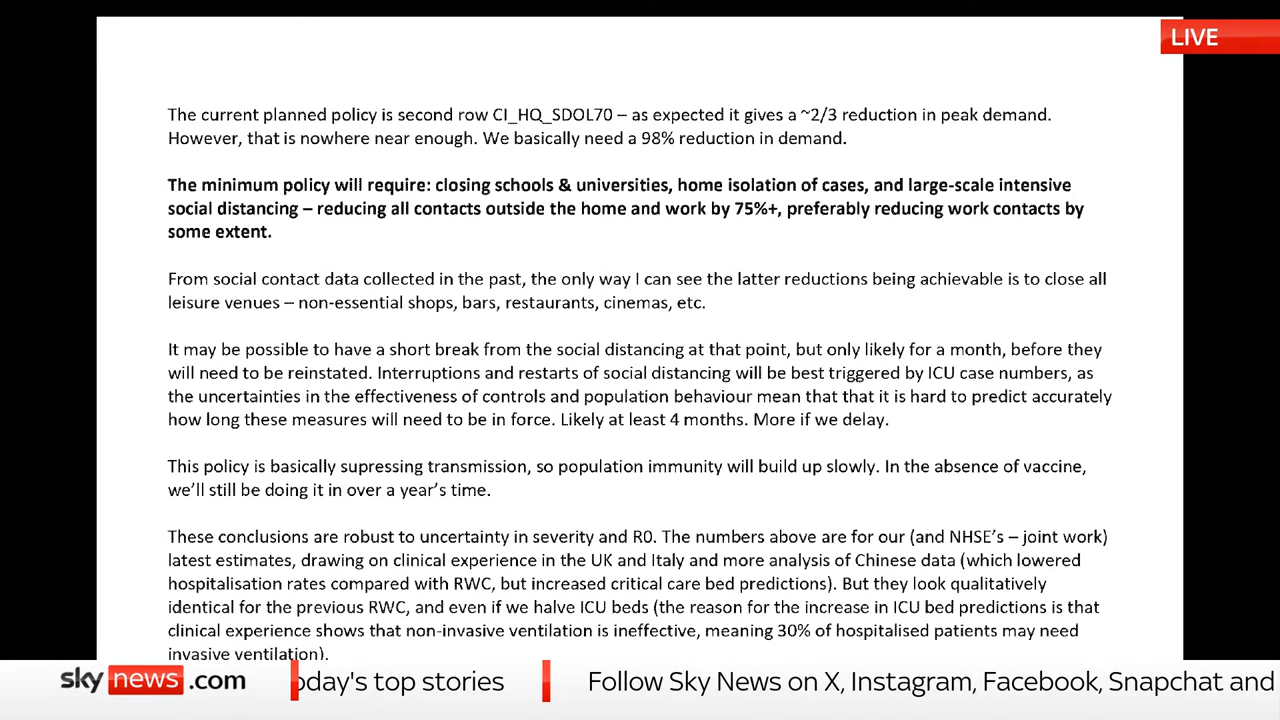 LIVE
The current planned policy is second row CI_HQ_SDOL70 – as expected it gives a ~2/3 reduction in peak demand.
However, that is nowhere near enough. We basically need a 98% reduction in demand.
The minimum policy will require: closing schools & universities, home isolation of cases, and large-scale intensive
social distancing – reducing all contacts outside the home and work by 75%+, preferably reducing work contacts by
some extent.
From social contact data collected in the past, the only way I can see the latter reductions being achievable is to close all
leisure venues – non-essential shops, bars, restaurants, cinemas, etc.
It may be possible to have a short break from the social distancing at that point, but only likely for a month, before they
will need to be reinstated. Interruptions and restarts of social distancing will be best triggered by ICU case numbers, as
the uncertainties in the effectiveness of controls and population behaviour mean that that it is hard to predict accurately
how long these measures will need to be in force. Likely at least 4 months. More if we delay.
This policy is basically supressing transmission, so population immunity will build up slowly. In the absence of vaccine,
we’ll still be doing it in over a year’s time.
These conclusions are robust to uncertainty in severity and R0. The numbers above are for our (and NHSE’s – joint work)
latest estimates, drawing on clinical experience in the UK and Italy and more analysis of Chinese data (which lowered
hospitalisation rates compared with RWC, but increased critical care bed predictions). But they look qualitatively
identical for the previous RWC, and even if we halve ICU beds (the reason for the increase in ICU bed predictions is that
clinical experience shows that non-invasive ventilation is ineffective, meaning 30% of hospitalised patients may need
invasive ventilation).
sky news .com oday's top stories Follow Sky News on X, Instagram, Facebook, Snapchat and